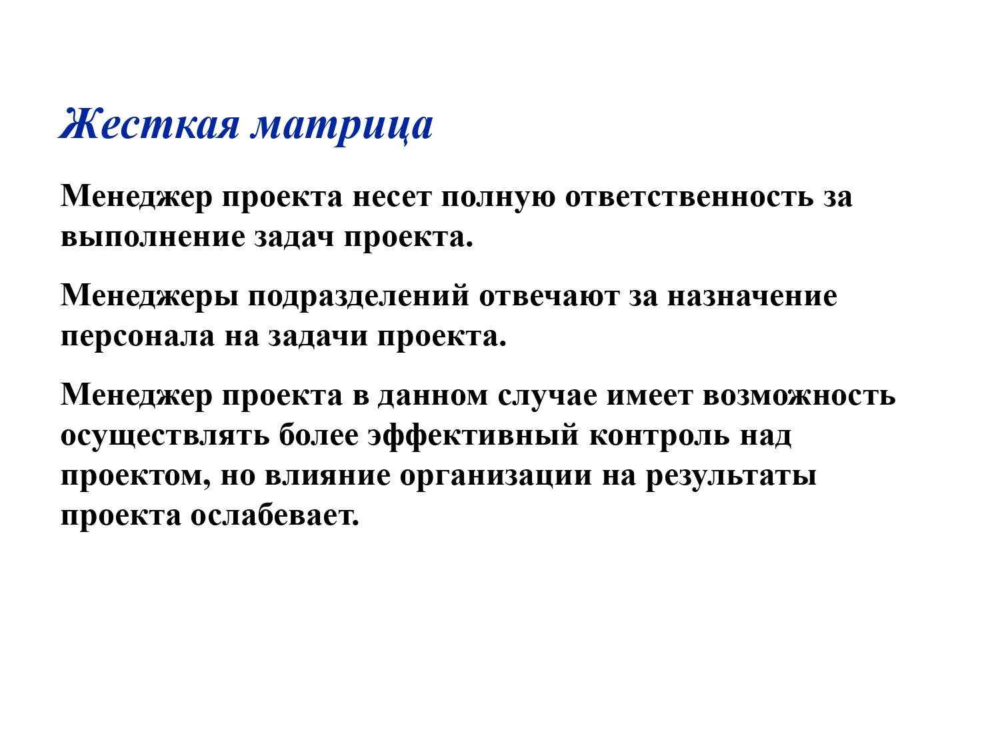 Жесткая матрица
Менеджер проекта несет полную ответственность за
выполнение задач проекта.
Менеджеры подразделений отвечают за назначение
персонала на задачи проекта.
Менеджер проекта в данном случае имеет возможность
осуществлять более эффективный контроль над
проектом, но влияние организации на результаты
проекта ослабевает.